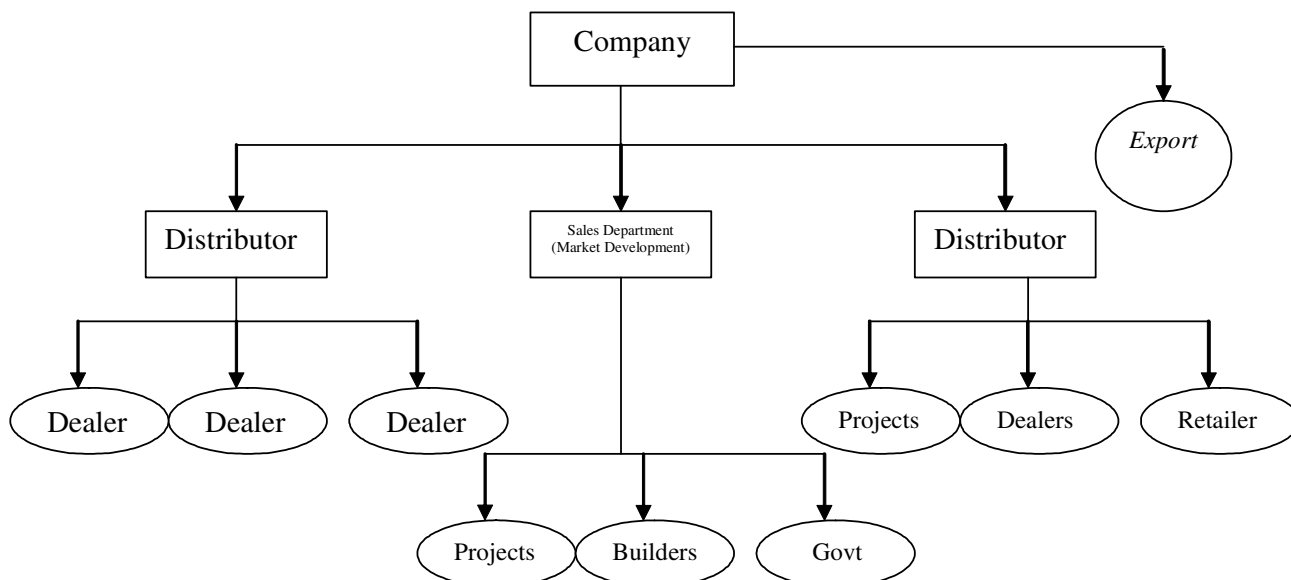 Company
Export
Distributor
Sales Department
(Market Development)
Distributor
Dealer
Dealer
Dealer
Projects
Dealers
Retailer
Projects
Builders
Govt